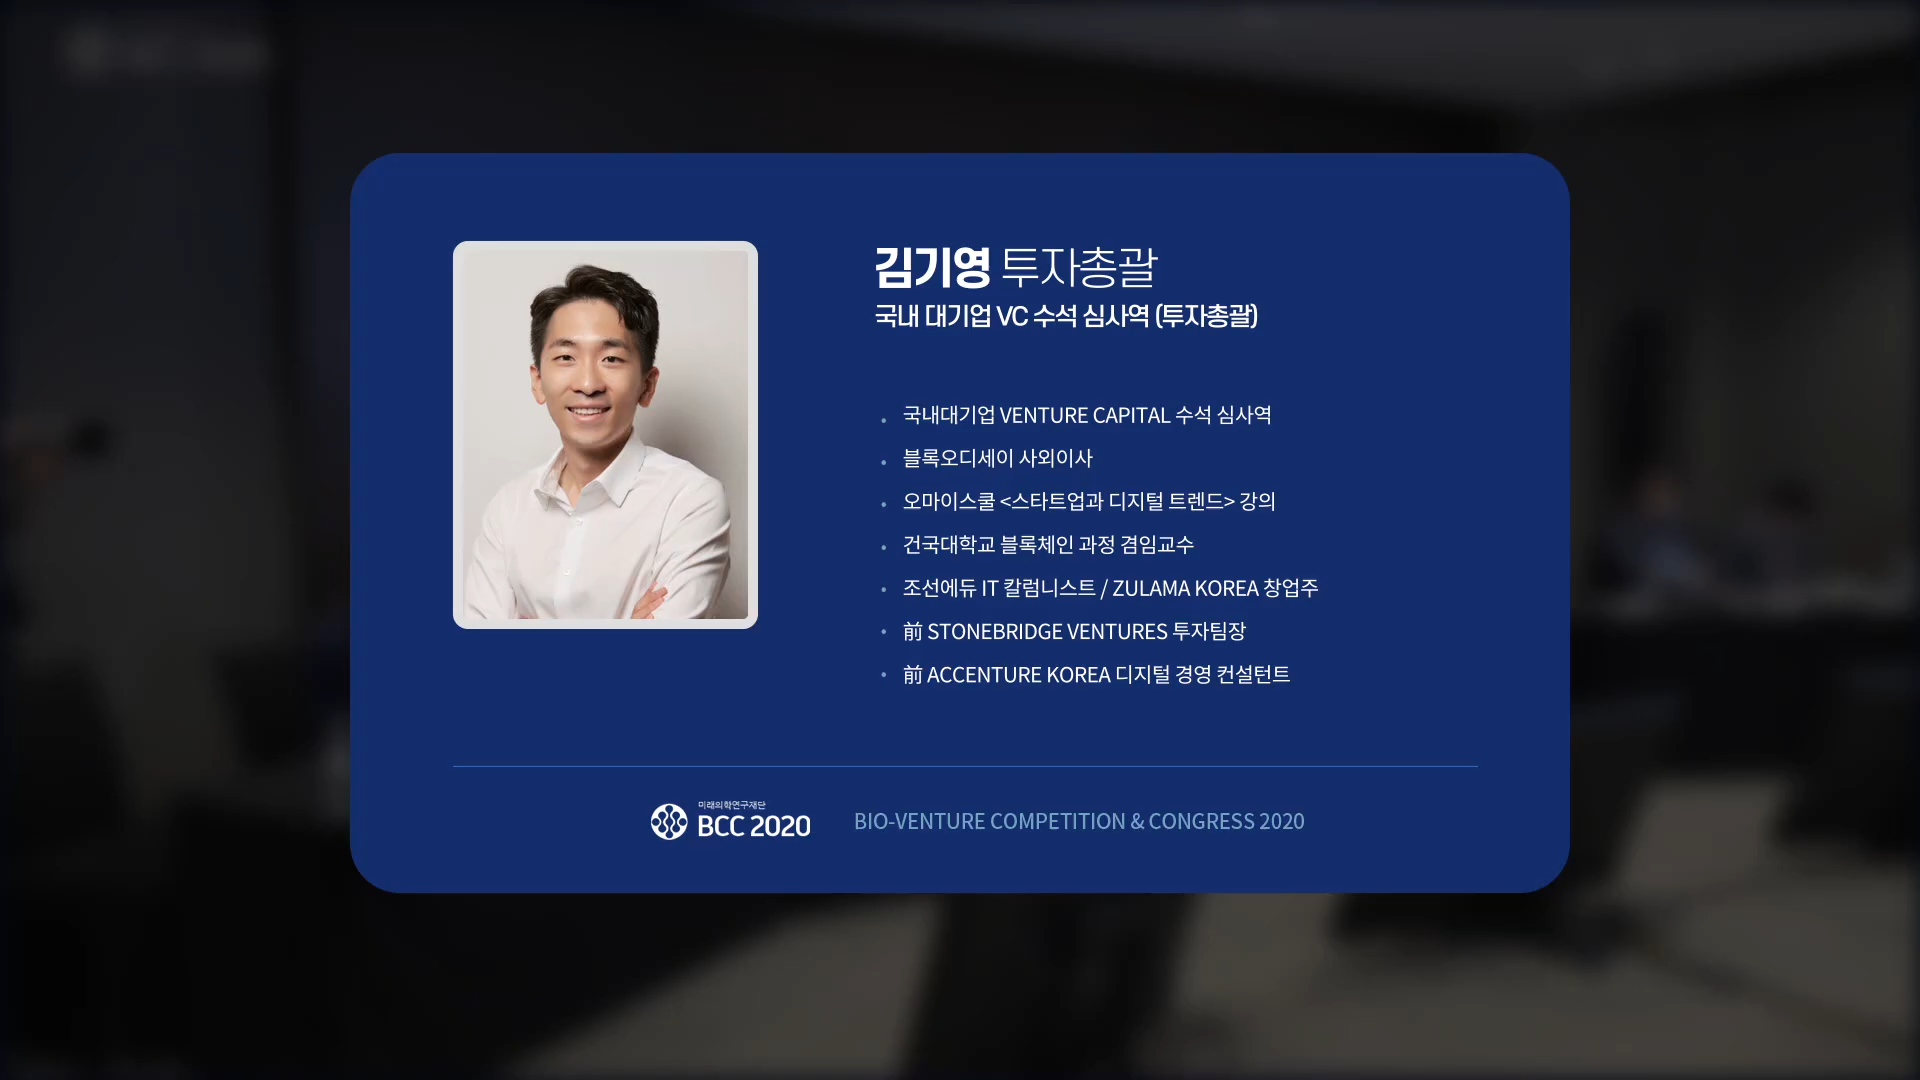 김기영 투자총괄
국내 대기업 VC 수석 심사역 (투자총괄)
• 국내대기업 VENTURE CAPITAL 수석 심사역
• 블록오디세이 사외이사
• 오마이스쿨 <스타트업과 디지털 트렌드> 강의
• 건국대학교 블록체인 과정 겸임교수
• 조선에듀 IT 칼럼니스트 / ZULAMA KOREA 창업주
• 前 STONEBRIDGE VENTURES 투자팀장
• 前 ACCENTURE KOREA 디지털 경영 컨설턴트
미래의학연구재단
BCC 2020
BIO-VENTURE COMPETITION & CONGRESS 2020